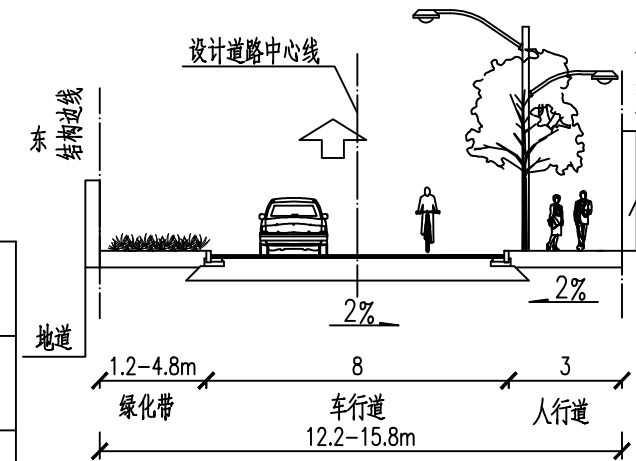 设计道路中心线
东
结构边线
地道
2%
2%
1.2-4.8m
8
3
绿化带
车行道
人行道
12.2-15.8m